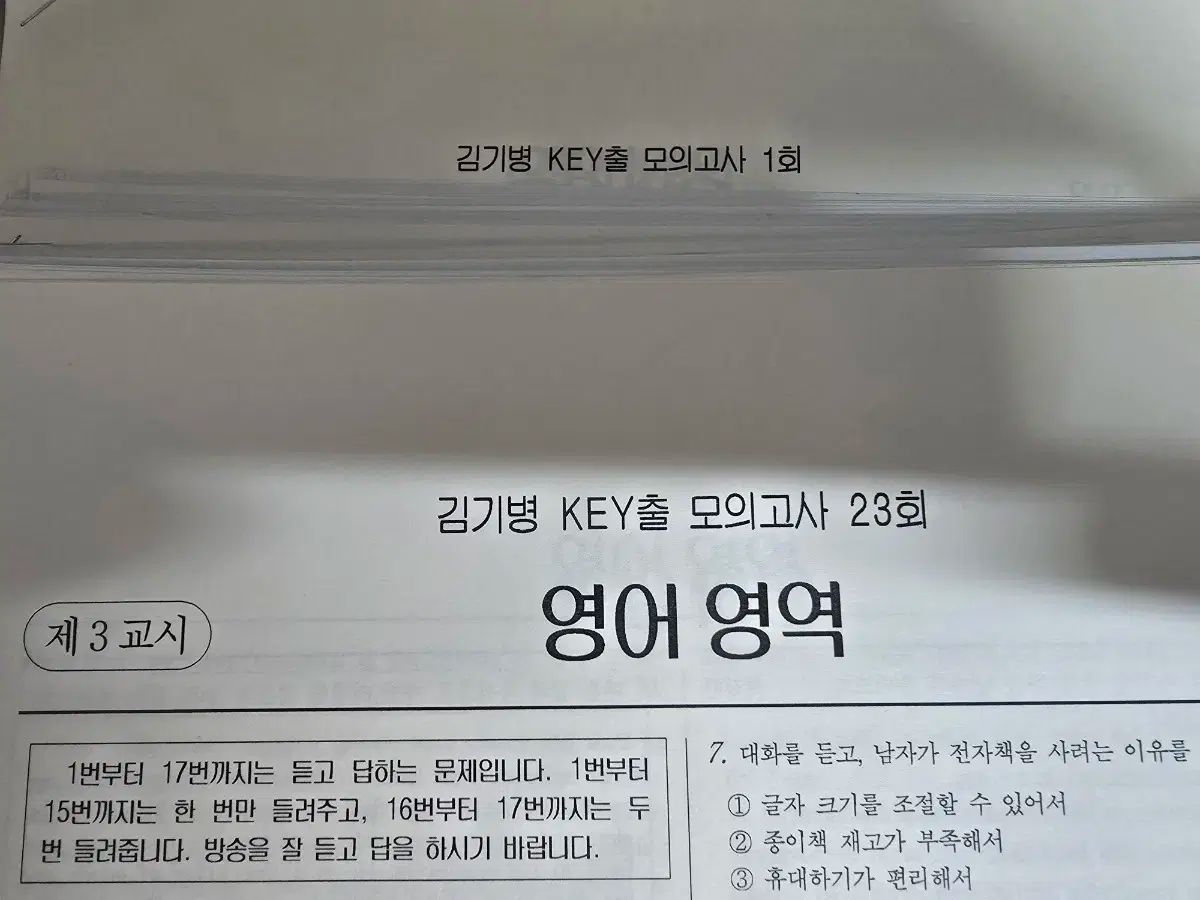 김기병 KEY출 모의고사 1회
김기병 KEY출 모의고사 23회
제 3 교시
영어 영역
1번부터 17번까지는 듣고 답하는 문제입니다. 1번부터
15번까지는 한 번만 들려주고, 16번부터 17번까지는 두
번 들려줍니다. 방송을 잘 듣고 답을 하시기 바랍니다.
7. 대화를 듣고, 남자가 전자책을 사려는 이유를
① 글자 크기를 조절할 수 있어서
② 종이책 재고가 부족해서
③ 휴대하기가 편리해서